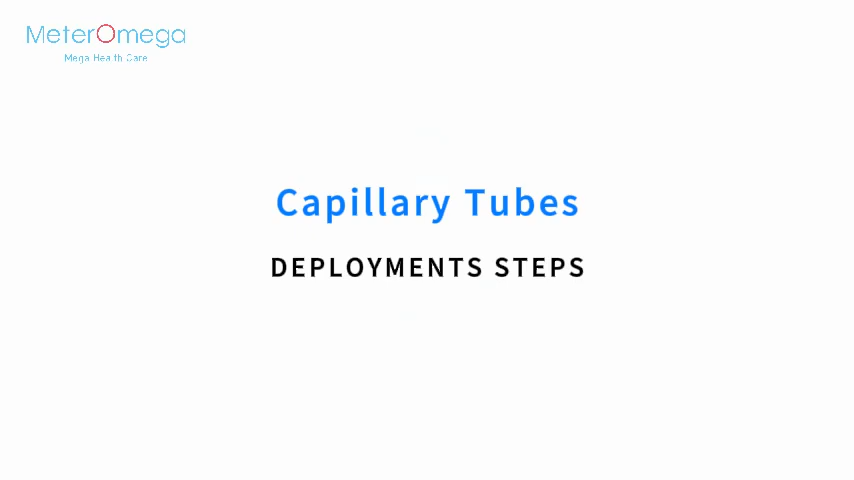 MeterOmega
Mega Health Care
Capillary Tubes
DEPLOYMENTS STEPS